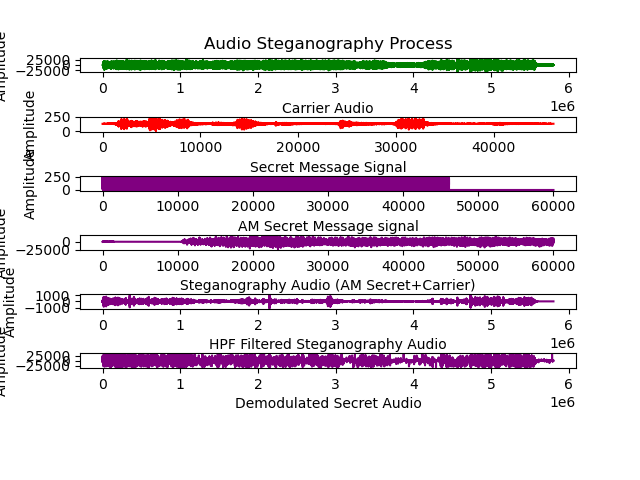 Audio Steganography Process
Amplitude
25000
0
−25000
0 1 2 3 4 5 6
1e6
Carrier Audio
Amplitude
250
0
0 10000 20000 30000 40000
Secret Message Signal
Amplitude
250
0
0 10000 20000 30000 40000 50000 60000
AM Secret Message signal
Amplitude
0
−25000
0 10000 20000 30000 40000 50000 60000
Steganography Audio (AM Secret+Carrier)
Amplitude
1000
0
−1000
0 1 2 3 4 5 6
1e6
HPF Filtered Steganography Audio
Amplitude
25000
0
−25000
0 1 2 3 4 5 6
1e6
Demodulated Secret Audio